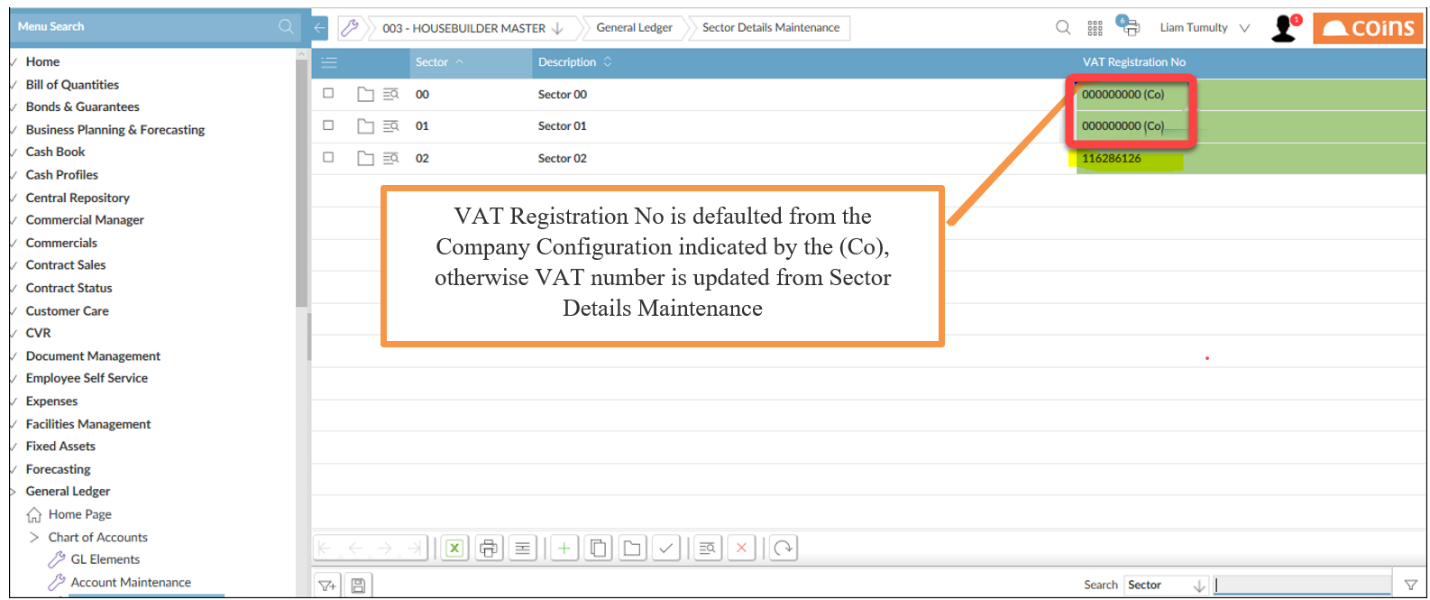 Menu Search
003 - HOUSEBUILDER MASTER
General Ledger
Sector Details Maintenance
6
Liam Tumulty
1
coins
Home
Bill of Quantities
Bonds & Guarantees
Business Planning & Forecasting
Cash Book
Cash Profiles
Central Repository
Commercial Manager
Commercials
Contract Sales
Contract Status
Customer Care
CVR
Document Management
Employee Self Service
Expenses
Facilities Management
Fixed Assets
Forecasting
General Ledger
Home Page
Chart of Accounts
GL Elements
Account Maintenance
Sector
Description
VAT Registration No
00 Sector 00 000000000 (Co)
01 Sector 01 000000000 (Co)
02 Sector 02 116286126
VAT Registration No is defaulted from the
Company Configuration indicated by the (Co),
otherwise VAT number is updated from Sector
Details Maintenance
Search Sector